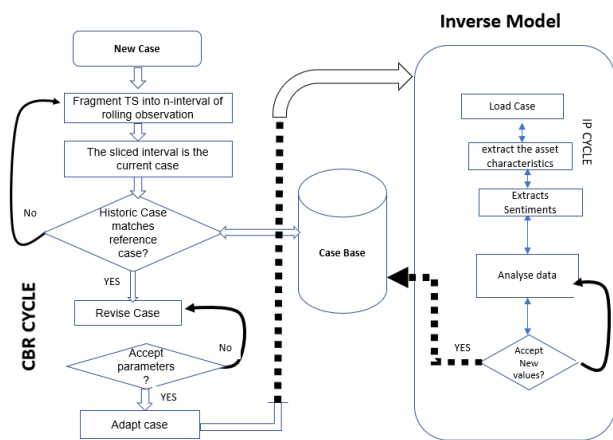 Inverse Model
New Case
Fragment TS into n-interval of
rolling observation
The sliced interval is the
current case
No
Historic Case
matches
reference
case?
YES
Revise Case
No
Accept
parameters
?
YES
Adapt case
CBR CYCLE
Case Base
Load Case
IP CYCLE
extract the asset
characteristics
Extracts
Sentiments
Analyse data
YES
Accept
New
values?